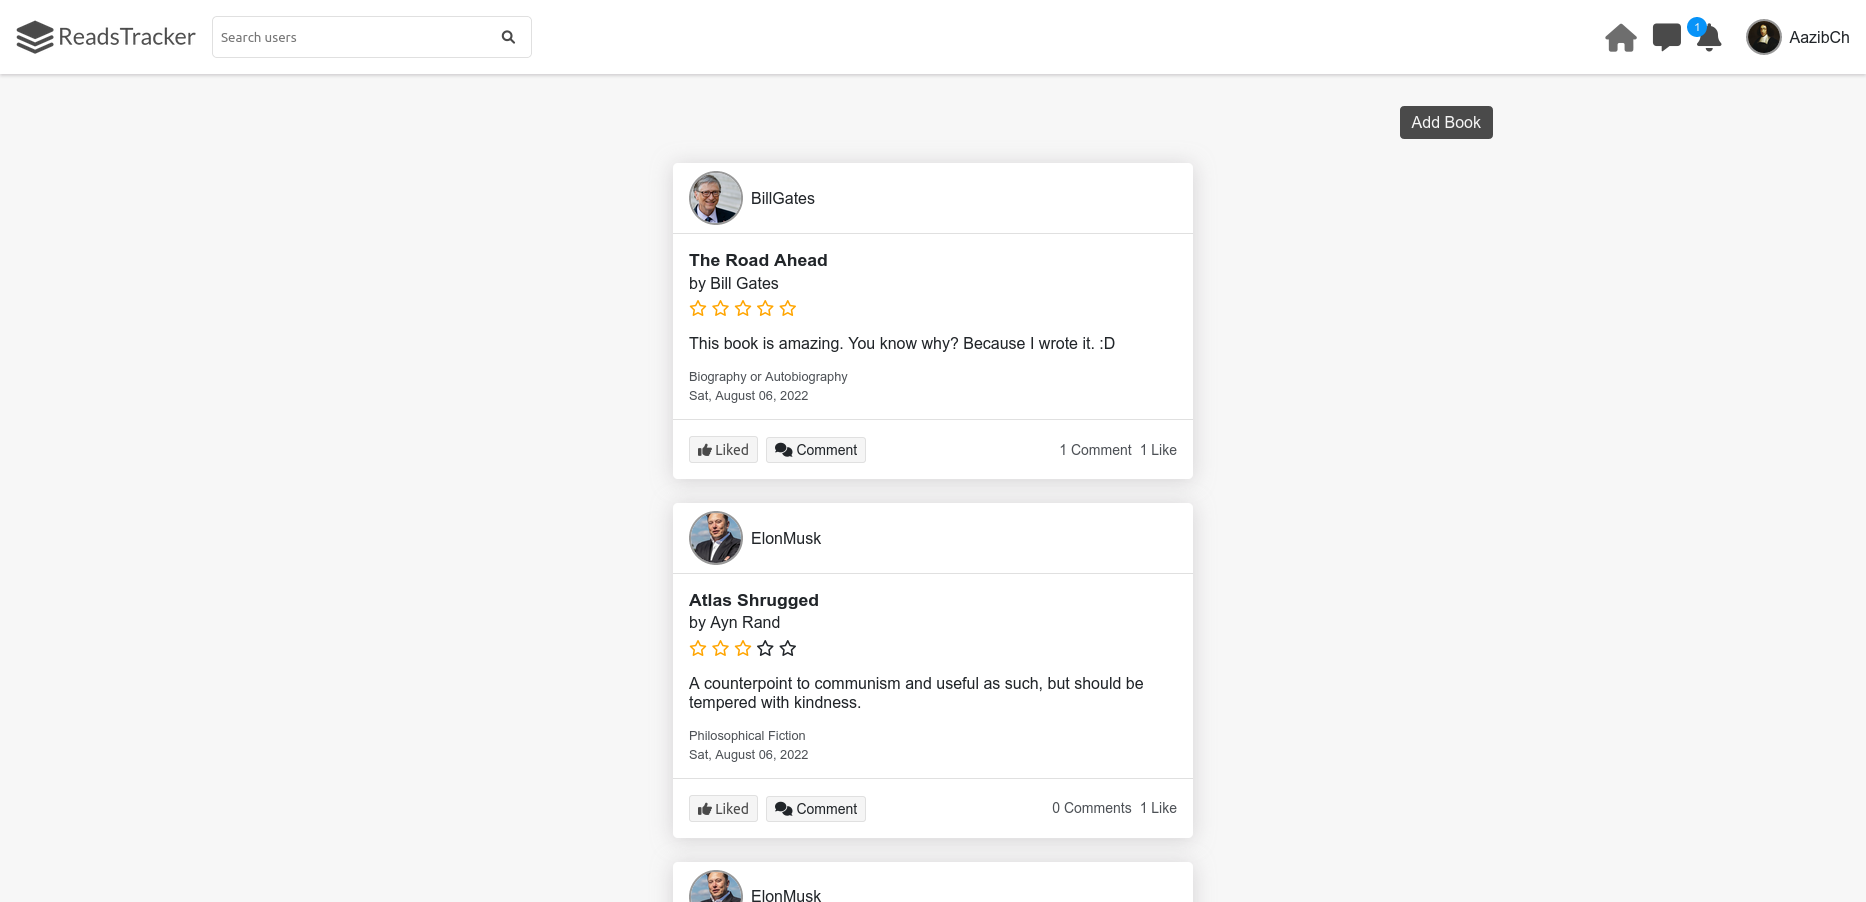 ReadsTracker
Search users
1
AazibCh
Add Book
BillGates
The Road Ahead
by Bill Gates
This book is amazing. You know why? Because I wrote it. :D
Biography or Autobiography
Sat, August 06, 2022
Liked Comment 1 Comment 1 Like
ElonMusk
Atlas Shrugged
by Ayn Rand
A counterpoint to communism and useful as such, but should be
tempered with kindness.
Philosophical Fiction
Sat, August 06, 2022
Liked Comment 0 Comments 1 Like
ElonMusk